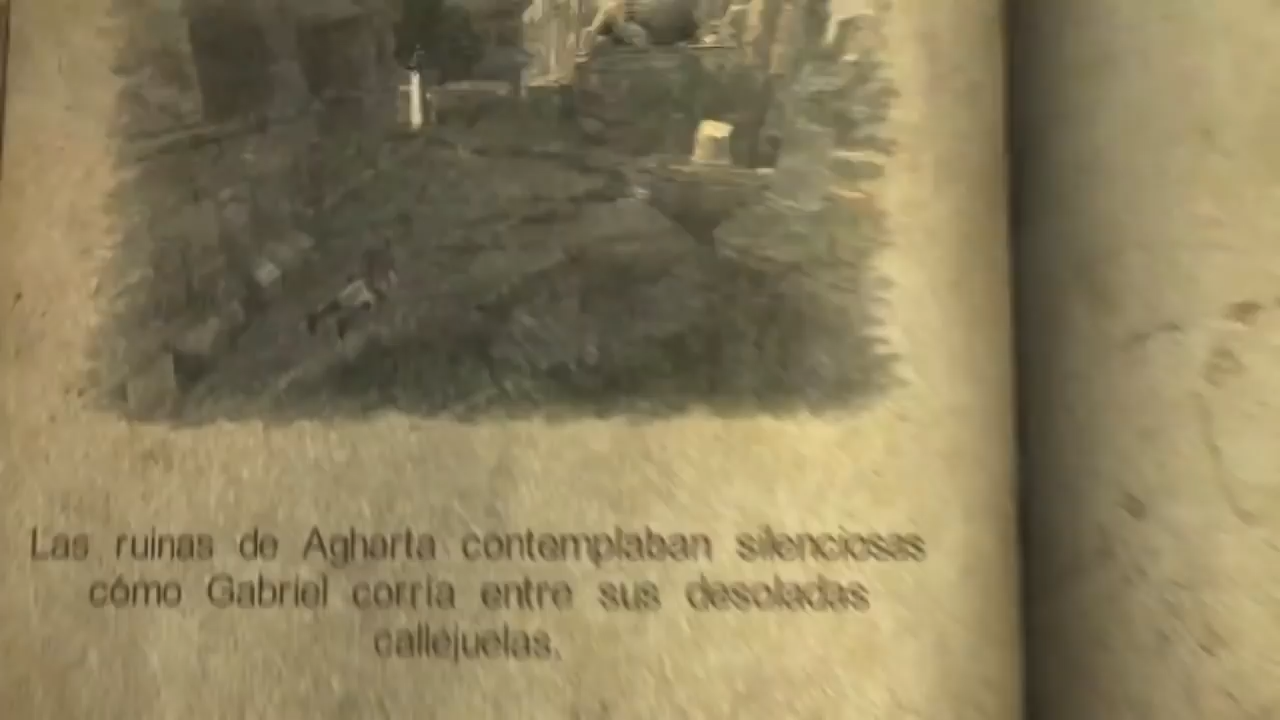 Las ruinas de Agharta contemplaban silenciosas
cómo Gabriel corría entre sus desoladas
callejuelas.